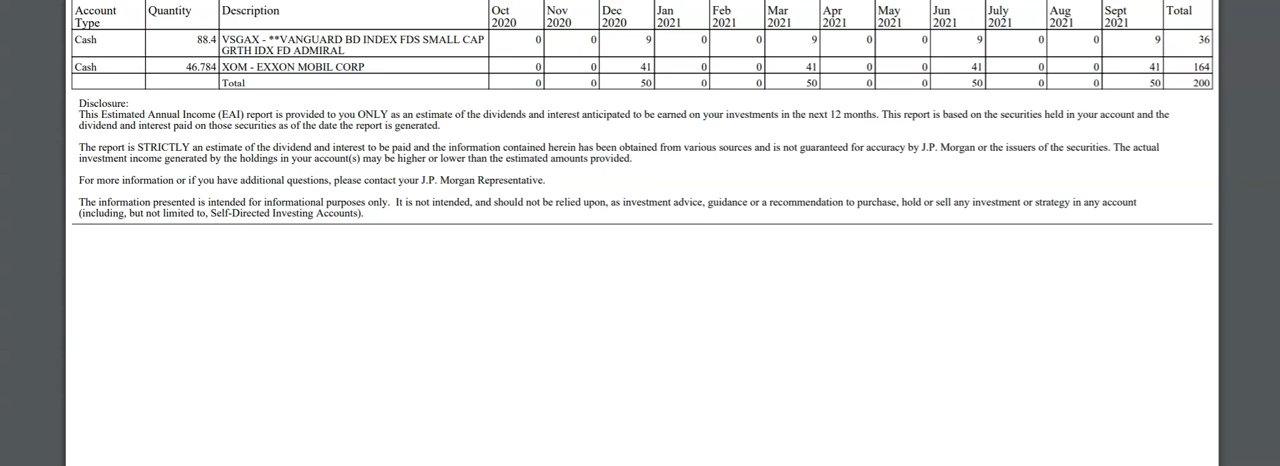 Account Type Quantity Description Oct 2020 Nov 2020 Dec 2020 Jan 2021 Feb 2021 Mar 2021 Apr 2021 May 2021 Jun 2021 July 2021 Aug 2021 Sept 2021 Total
Cash 88.4 VSGAX - **VANGUARD BD INDEX FDS SMALL CAP 0 0 9 0 0 9 0 0 9 0 0 9 36
GRTH IDX FD ADMIRAL
Cash 46.784 XOM - EXXON MOBIL CORP 0 0 41 0 0 41 0 0 41 0 0 41 164
Total 0 0 50 0 0 50 0 0 50 0 0 50 200
Disclosure:
This Estimated Annual Income (EAI) report is provided to you ONLY as an estimate of the dividends and interest anticipated to be earned on your investments in the next 12 months. This report is based on the securities held in your account and the
dividend and interest paid on those securities as of the date the report is generated.
The report is STRICTLY an estimate of the dividend and interest to be paid and the information contained herein has been obtained from various sources and is not guaranteed for accuracy by J.P. Morgan or the issuers of the securities. The actual
investment income generated by the holdings in your account(s) may be higher or lower than the estimated amounts provided.
For more information or if you have additional questions, please contact your J.P. Morgan Representative.
The information presented is intended for informational purposes only. It is not intended, and should not be relied upon, as investment advice, guidance or a recommendation to purchase, hold or sell any investment or strategy in any account
(including, but not limited to, Self-Directed Investing Accounts).